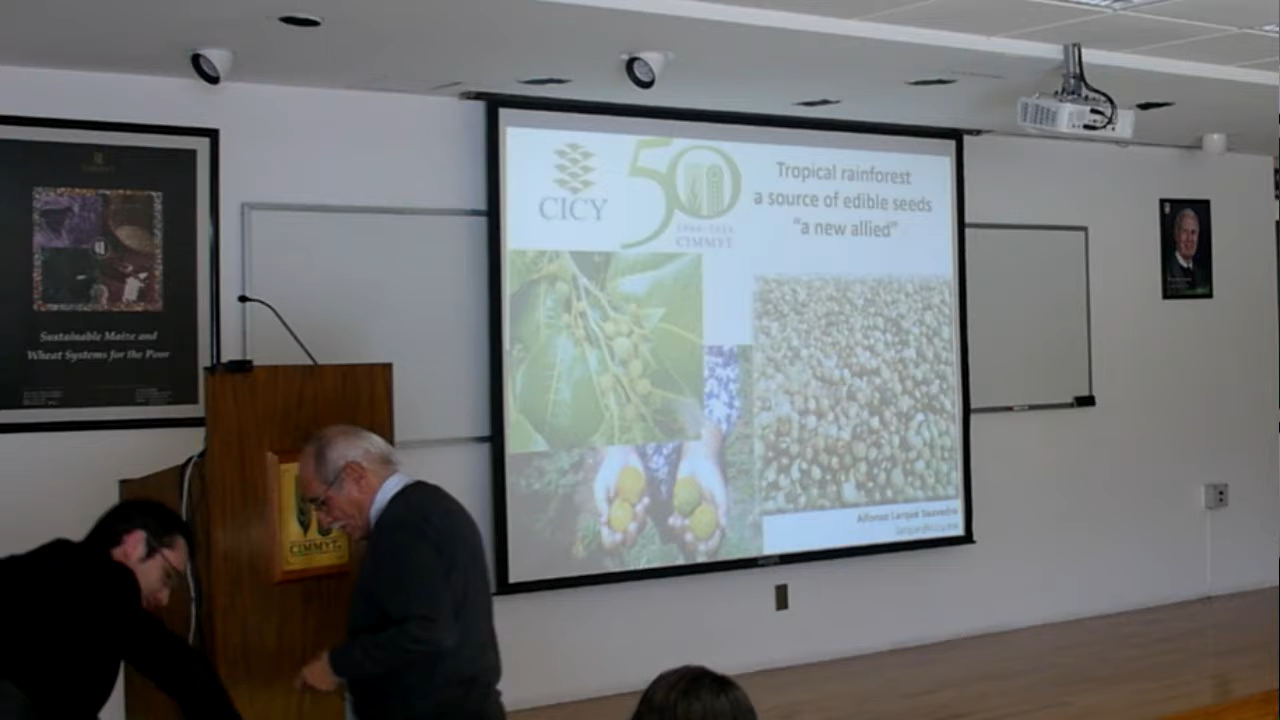 Sustainable Maize and
Wheat Systems for the Poor
CIMMYT
CICY
50
CIMMYT
Tropical rainforest
a source of edible seeds
"a new allied"
Alfonso Larqué Saavedra